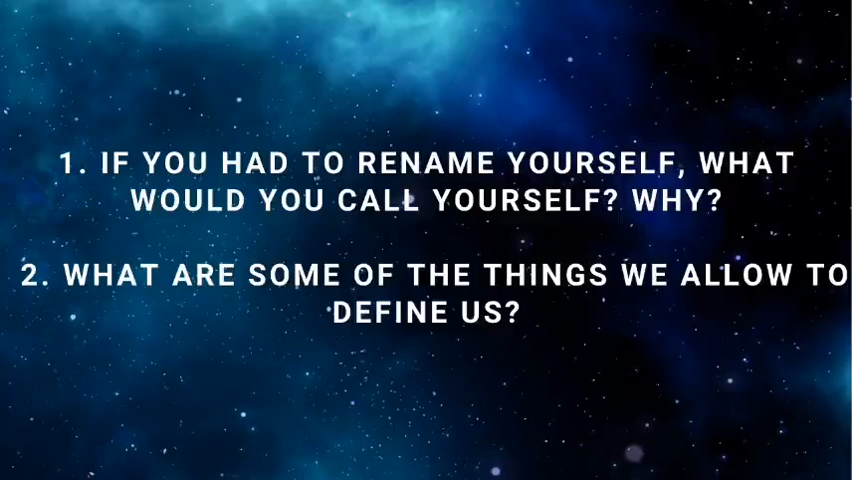 1. IF YOU HAD TO RENAME YOURSELF, WHAT
WOULD YOU CALL YOURSELF? WHY?
2. WHAT ARE SOME OF THE THINGS WE ALLOW TO
DEFINE US?